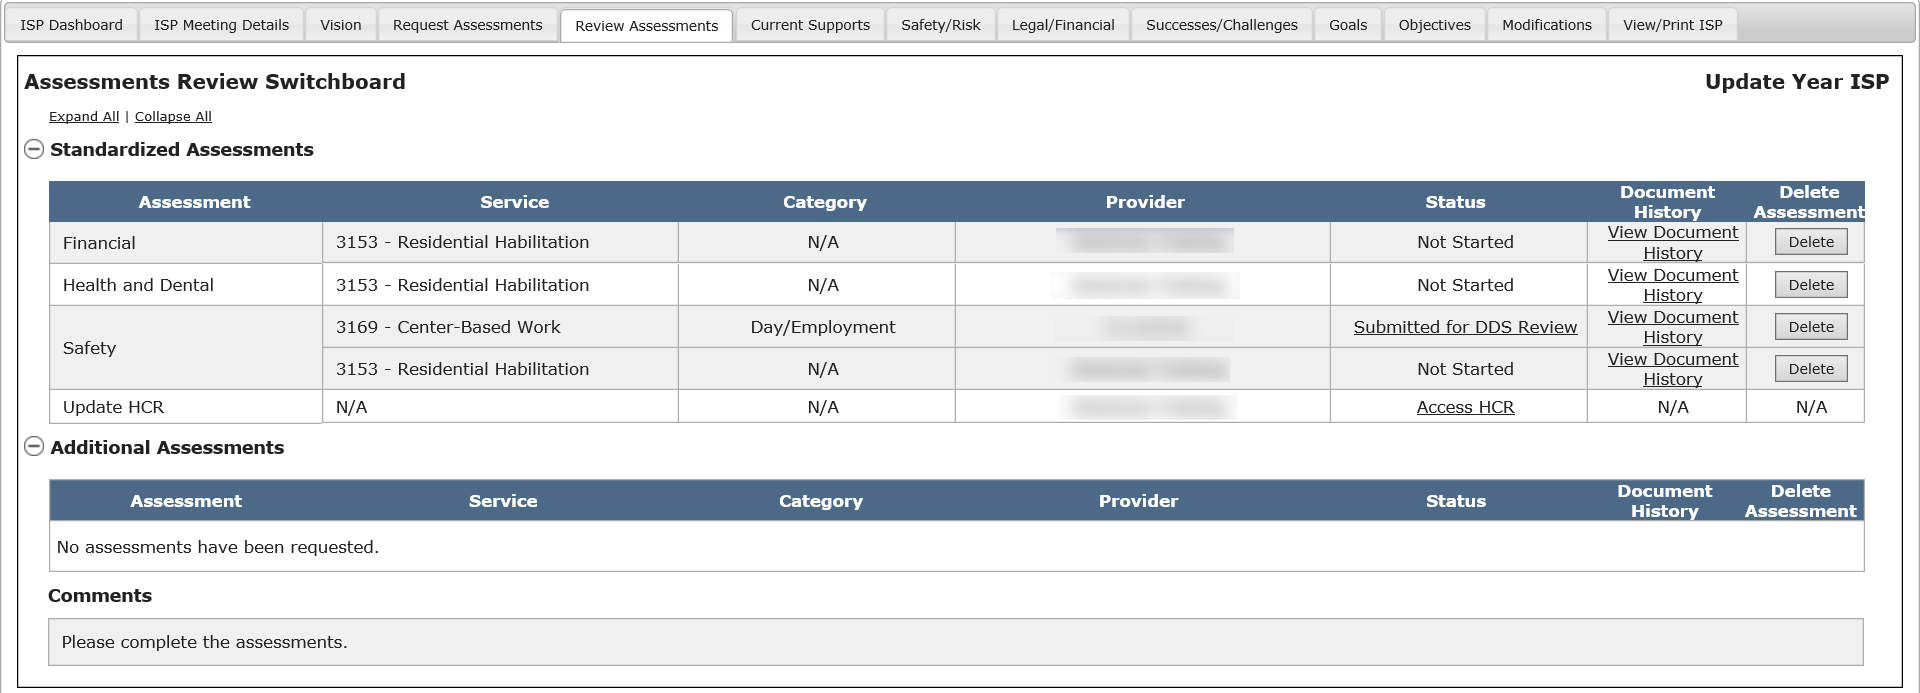 ISP Dashboard ISP Meeting Details Vision Request Assessments Review Assessments Current Supports Safety/Risk Legal/Financial Successes/Challenges Goals Objectives Modifications View/Print ISP
Assessments Review Switchboard Update Year ISP
Expand All | Collapse All
Standardized Assessments
Assessment Service Category Provider Status Document History Delete Assessment
Financial 3153 - Residential Habilitation N/A Not Started View Document History Delete
Health and Dental 3153 - Residential Habilitation N/A Not Started View Document History Delete
Safety 3169 - Center-Based Work Day/Employment Submitted for DDS Review View Document History Delete
3153 - Residential Habilitation N/A Not Started View Document History Delete
Update HCR N/A N/A Access HCR N/A N/A
Additional Assessments
Assessment Service Category Provider Status Document History Delete Assessment
No assessments have been requested.
Comments
Please complete the assessments.